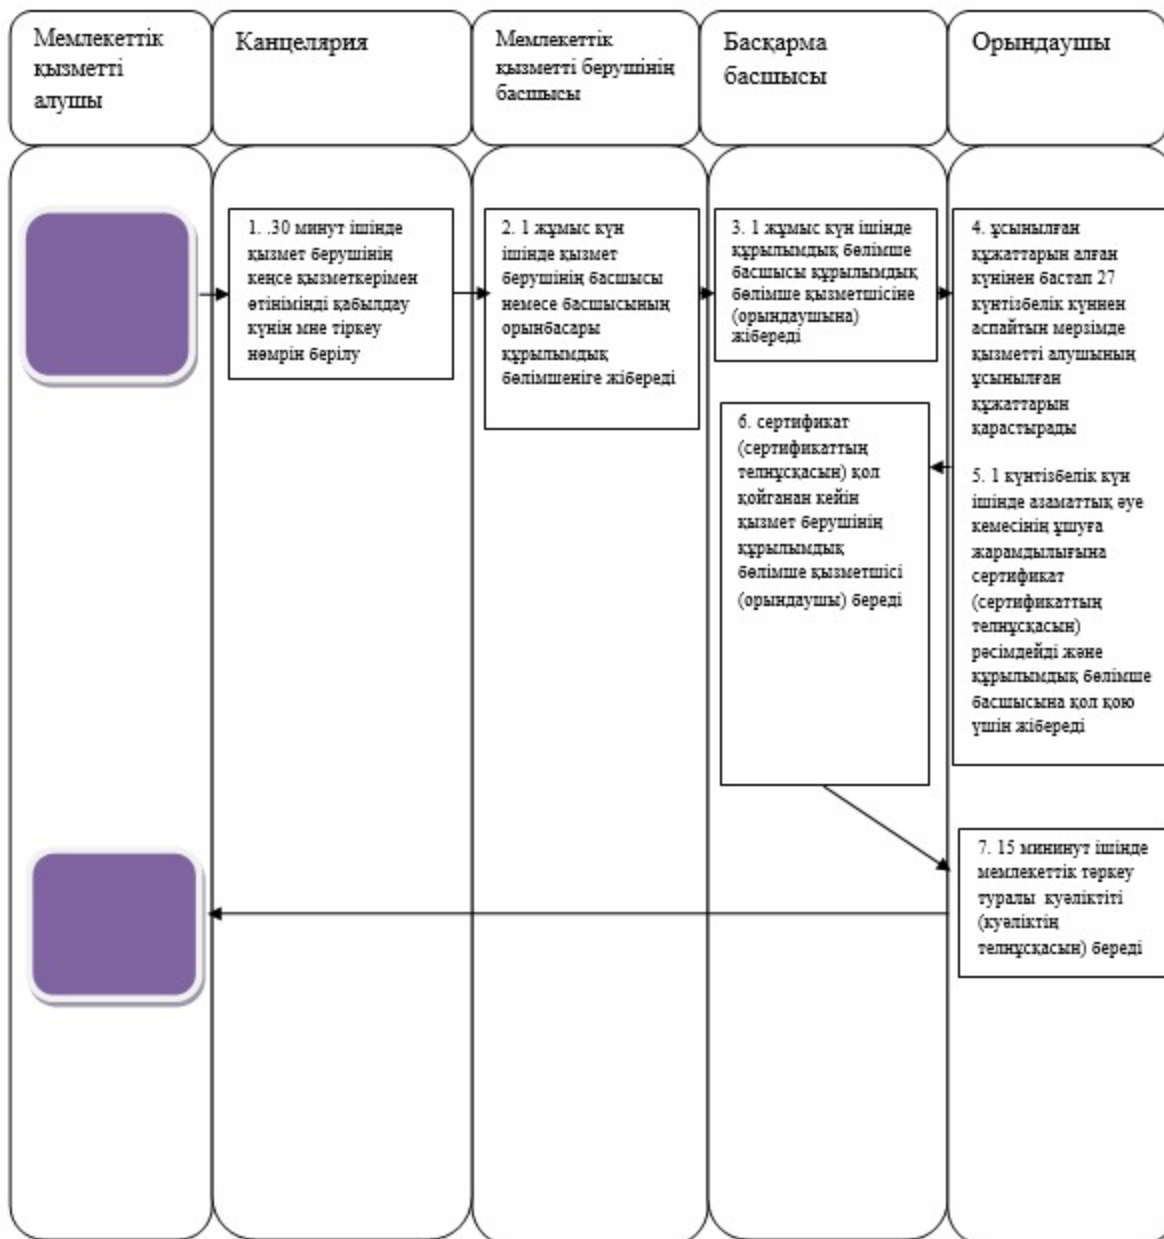 Мемлекеттік
қызметті
алушы
Канцелярия
Мемлекеттік
қызметті берушінің
басшысы
Басқарма
басшысы
Орындаушы
1. .30 минут ішінде
қызмет берушінің
кеңсе қызметкерімен
өтінімінді қабылдау
күнін мне тіркеу
нөмрін берілу
2. 1 жұмыс күн
ішінде қызмет
берушінің басшысы
немесе басшысының
орынбасары
құрылымдық
бөлімшеніге жібереді
3. 1 жұмыс күн ішінде
құрылымдық бөлімше
басшысы құрылымдық
бөлімше қызметшісіне
(орындаушына)
жібереді
4. ұсынылған
құжаттарын алған
күнінен бастап 27
күнтізбелік күннен
аспайтын мерзімде
қызметті алушының
ұсынылған
құжаттарын
қарастырады
5. 1 күнтізбелік күн
ішінде азаматтық әуе
кемесінің ұшуға
жарамдылығына
сертификат
(сертификаттың
телнұсқасын)
рәсімдейді және
құрылымдық бөлімше
басшысына қол қою
үшін жібереді
6. сертификат
(сертификаттың
телнұсқасын) қол
қойганан кейін
қызмет берушінің
құрылымдық
бөлімше қызметшісі
(орындаушы) береді
7. 15 мининут ішінде
мемлекеттік төркеу
туралы куәліктіті
(куәліктің
телнұсқасын) береді